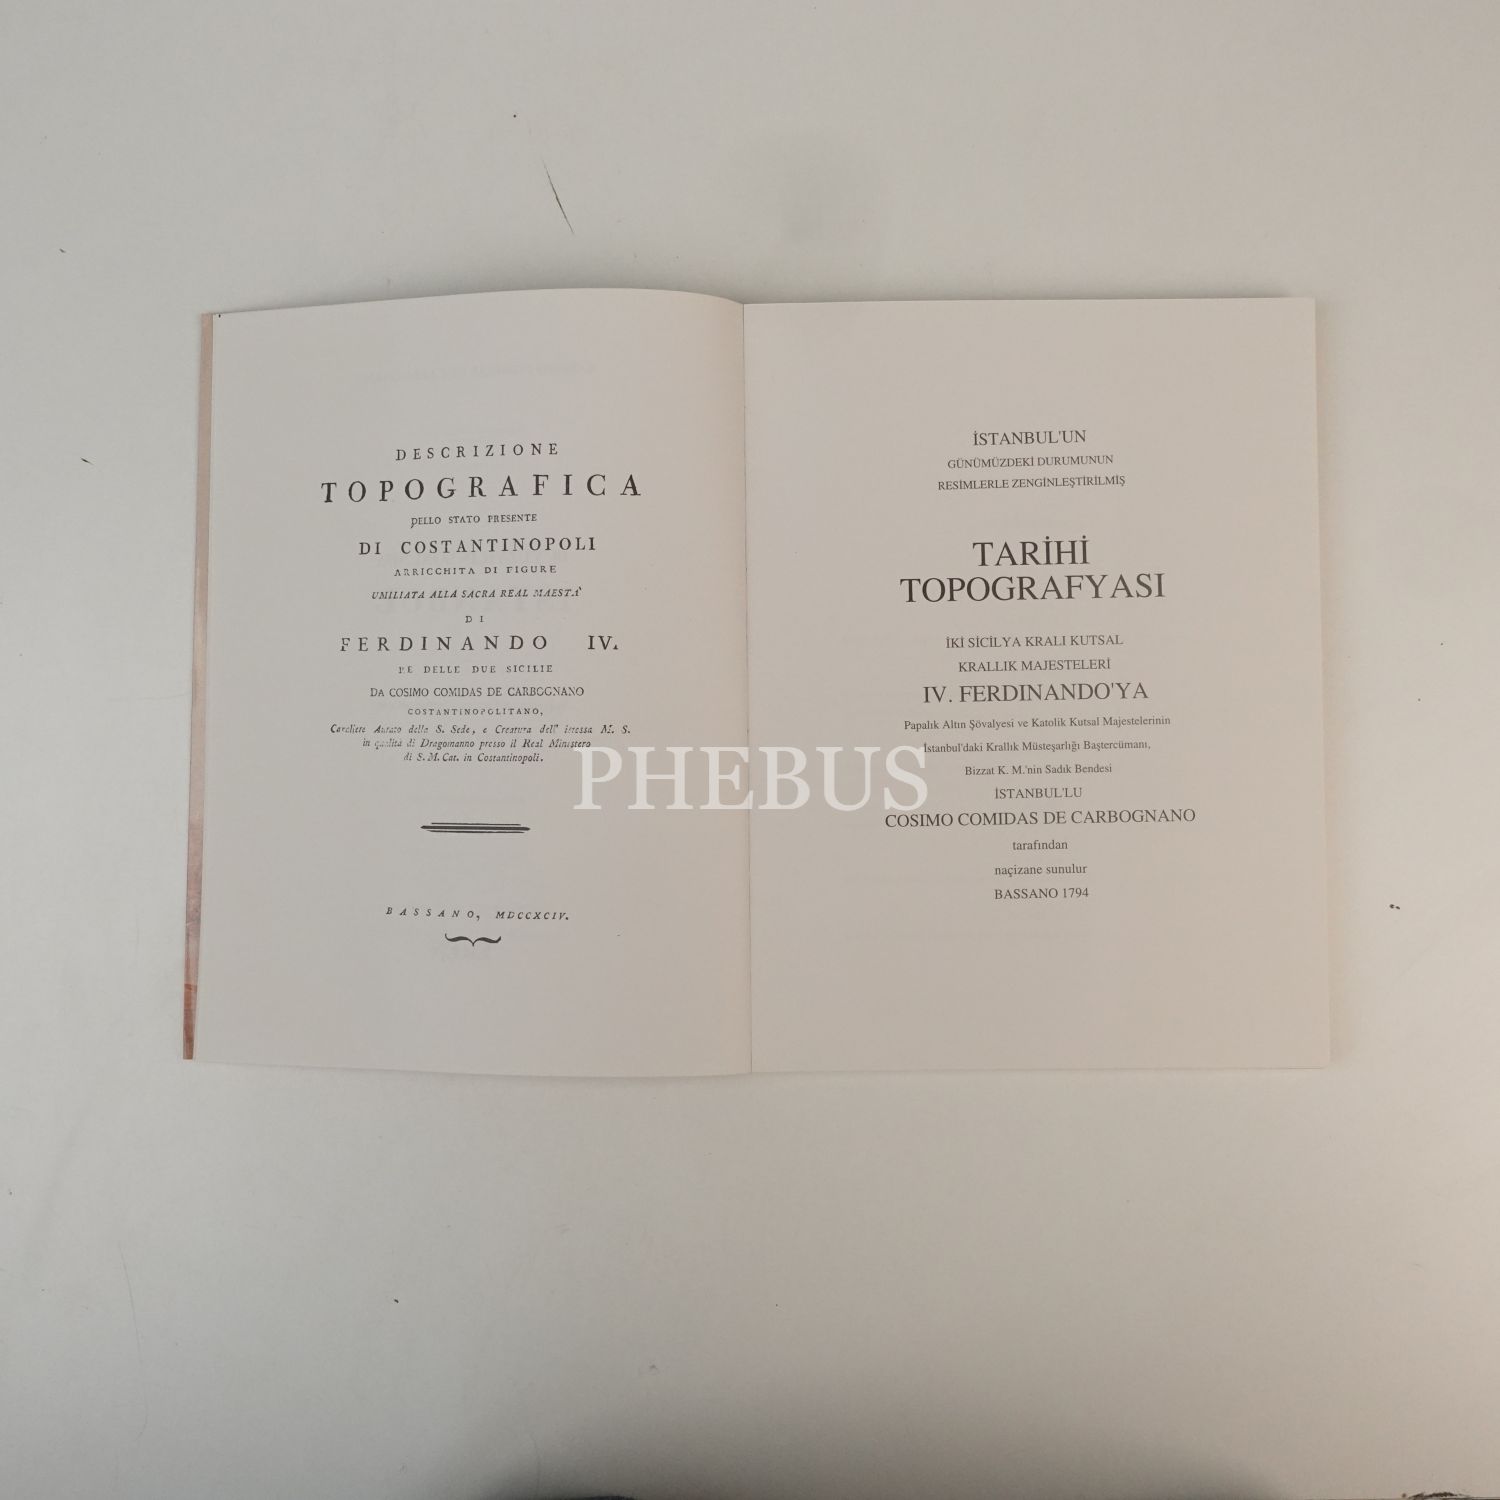 DESCRIZIONE
TOPOGRAFICA
DELLO STATO PRESENTE
DI COSTANTINOPOLI
ARRICCHITA DI FIGURE
UMILIATA ALLA SACRA REAL MAESTA'
DI
FERDINANDO IV.
RE DELLE DUE SICILIE
DA COSIMO COMIDAS DE CARBOGNANO
COSTANTINOPOLITANO,
Cavaliere Aurato della S. Sede, e Creatura dell' istessa M. S.
in qualità di Dragomanno presso il Real Ministero
di S. M. Cat. in Costantinopoli.
BASSANO, MDCCXCIV.
İSTANBUL'UN
GÜNÜMÜZDEKİ DURUMUNUN
RESİMLERLE ZENGİNLEŞTİRİLMİŞ
TARİHİ
TOPOGRAFYASI
İKİ SİCİLYA KRALI KUTSAL
KRALLIK MAJESTELERİ
IV. FERDINANDO'YA
Papalık Altın Şövalyesi ve Katolik Kutsal Majestelerinin
İstanbul'daki Krallık Müsteşarlığı Baştercümanı,
Bizzat K. M.'nin Sadık Bendesi
İSTANBUL'LU
COSIMO COMIDAS DE CARBOGNANO
tarafından
naçizane sunulur
BASSANO 1794
PHEBUS